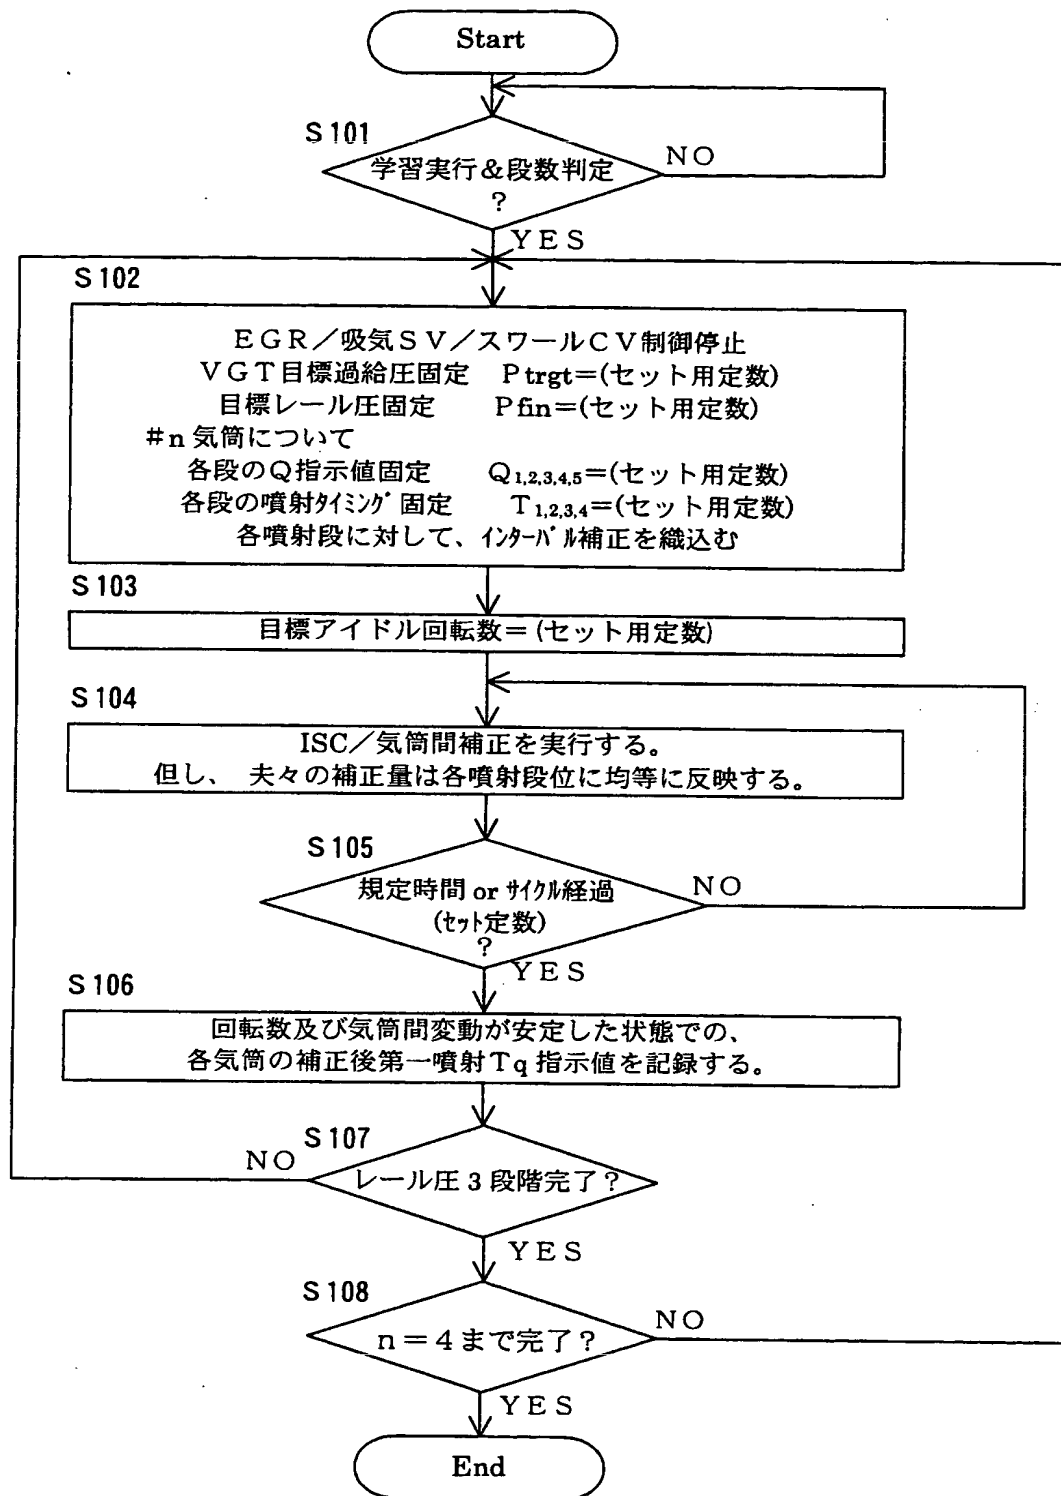 Start
S101
学習実行&段数判定
?
NO
YES
S102
EGR/吸気SV/スワールCV制御停止
VGT目標過給圧固定 Ptrgt=(セット用定数)
目標レール圧固定 Pfin=(セット用定数)
#n気筒について
各段のQ指示値固定 Q1,2,3,4,5=(セット用定数)
各段の噴射ﾀｲﾐﾝｸﾞ固定 T1,2,3,4=(セット用定数)
各噴射段に対して、ｲﾝﾀｰﾊﾞﾙ補正を織込む
S103
目標アイドル回転数=(セット用定数)
S104
ISC/気筒間補正を実行する。
但し、 夫々の補正量は各噴射段位に均等に反映する。
S105
規定時間 or ｻｲｸﾙ経過
(ｾｯﾄ定数)
?
NO
YES
S106
回転数及び気筒間変動が安定した状態での、
各気筒の補正後第一噴射Tq指示値を記録する。
S107
NO
レール圧3段階完了?
YES
S108
NO
n=4まで完了?
YES
End